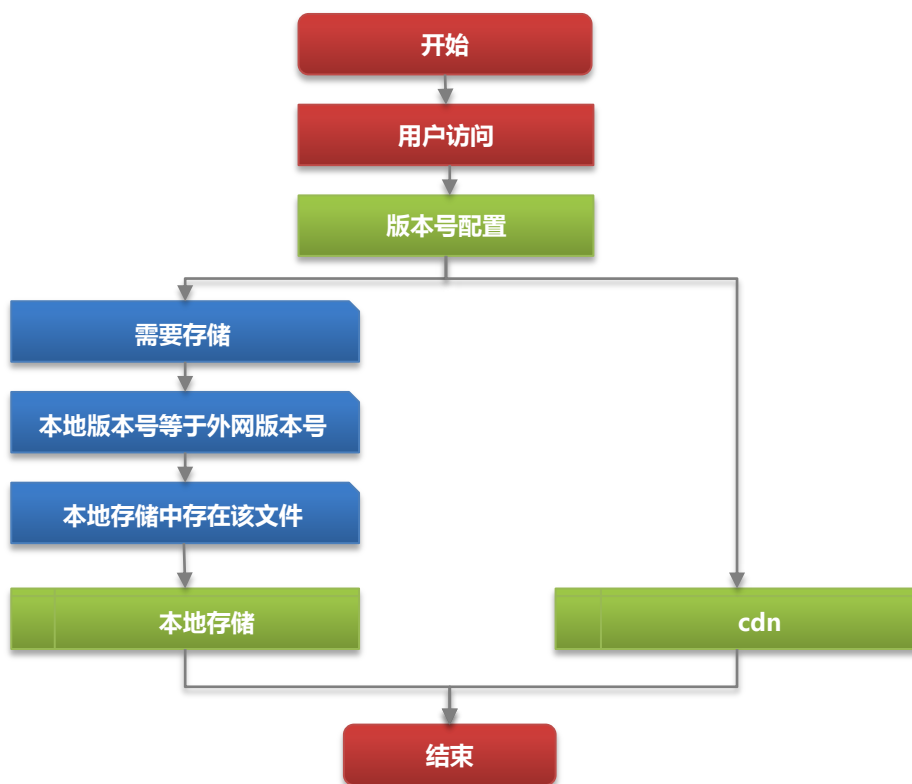 开始
用户访问
版本号配置
需要存储
本地版本号等于外网版本号
本地存储中存在该文件
本地存储
cdn
结束